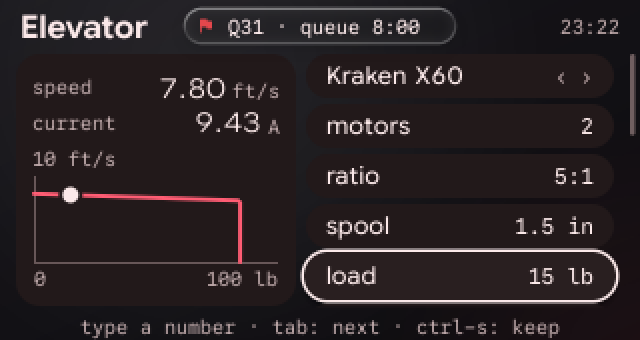 Elevator
Q31 · queue 8:00
23:22
speed 7.80 ft/s
current 9.43 A
10 ft/s
0 100 lb
Kraken X60 ‹ ›
motors 2
ratio 5:1
spool 1.5 in
load 15 lb
type a number · tab: next · ctrl-s: keep